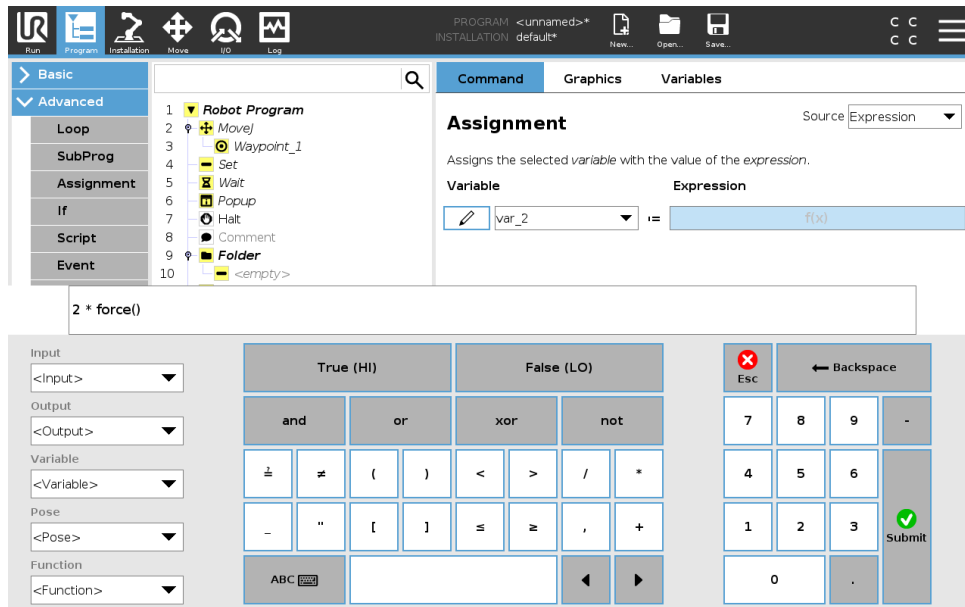 UR
PROGRAM <unnamed>*
INSTALLATION default*
Run Program Installation Move I/O Log New... Open... Save...
C C
C C
Basic
Advanced
Loop
SubProg
Assignment
If
Script
Event
1 Robot Program
2 MoveJ
3 Waypoint_1
4 Set
5 Wait
6 Popup
7 Halt
8 Comment
9 Folder
10 <empty>
Command Graphics Variables
Assignment
Source Expression
Assigns the selected variable with the value of the expression.
Variable Expression
var_2 := f(x)
2 * force()
Input
<Input>
Output
<Output>
Variable
<Variable>
Pose
<Pose>
Function
<Function>
True (HI) False (LO)
and or xor not
≟ ≠ ( ) < > / *
_ " [ ] ≤ ≥ , +
ABC
Esc Backspace
7 8 9 -
4 5 6
1 2 3 Submit
0 .